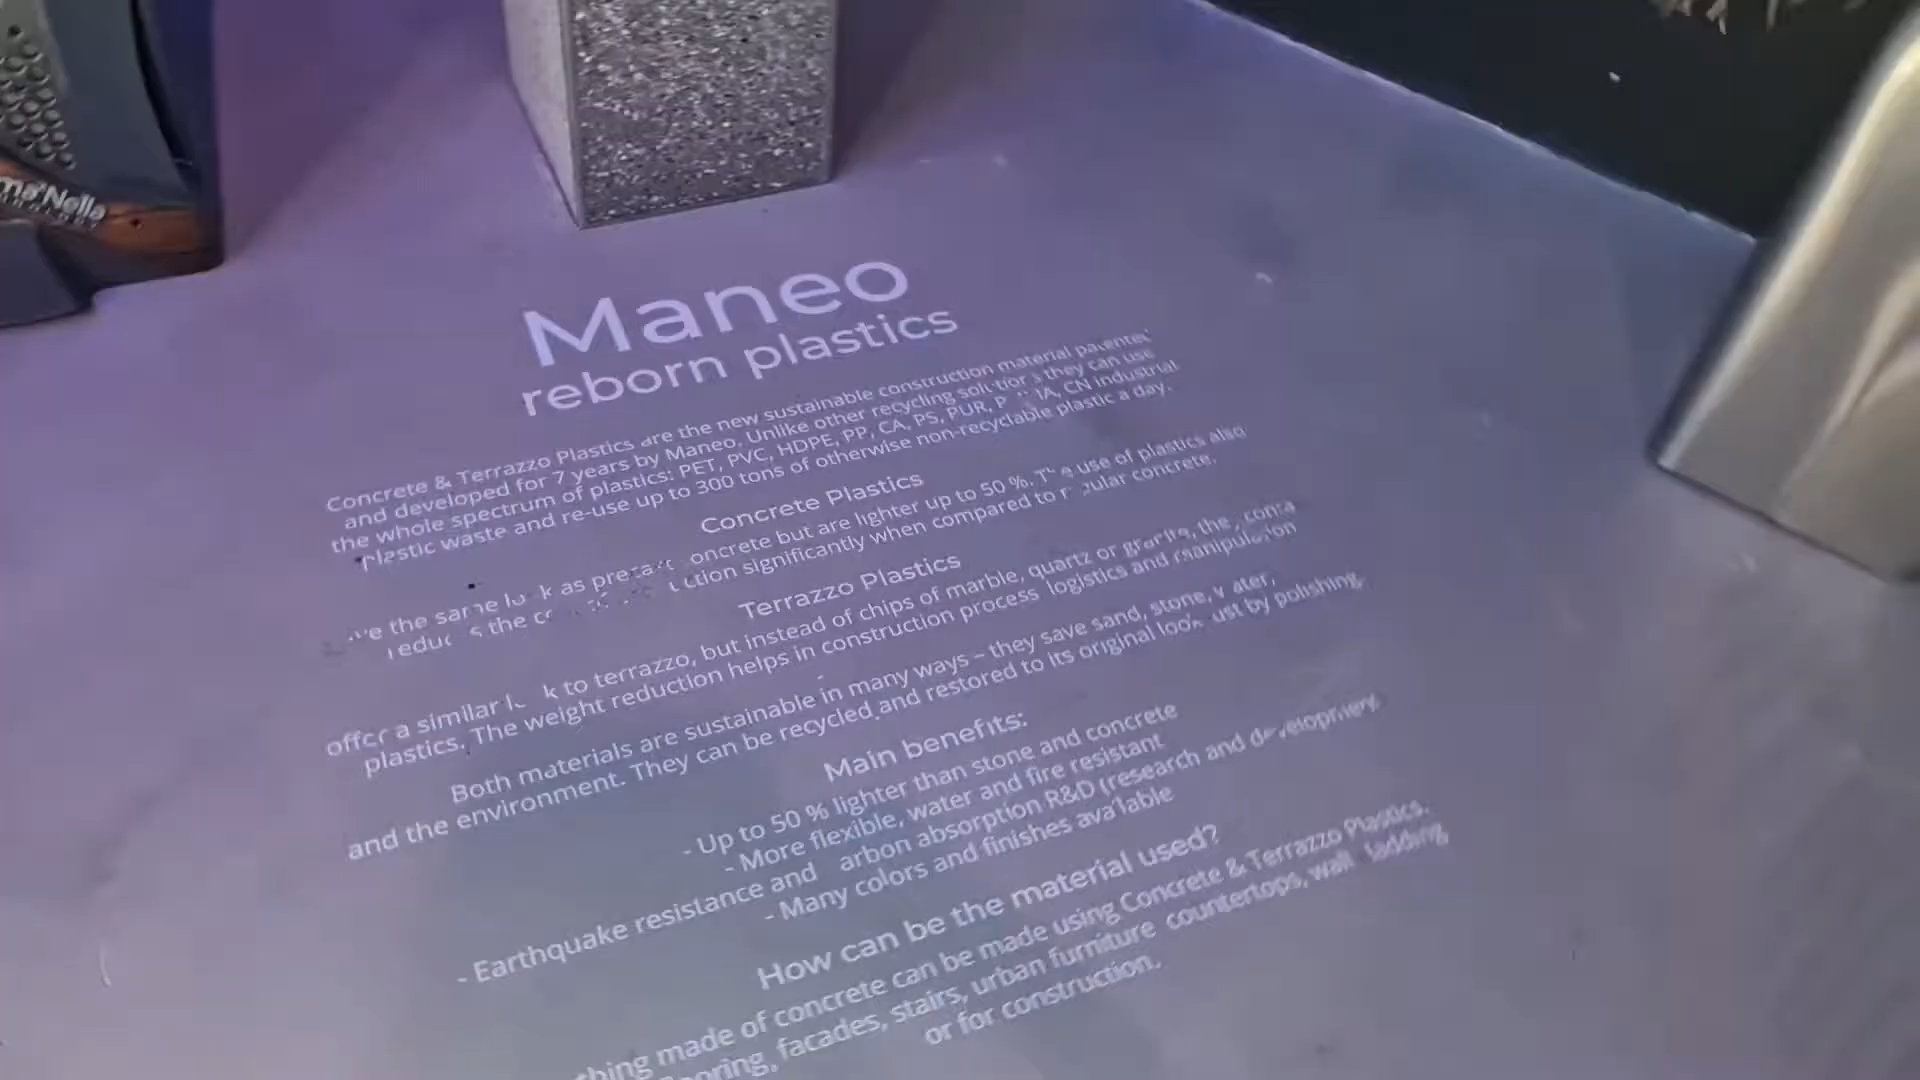 Maneo
reborn plastics
Concrete & Terrazzo Plastics are the new sustainable construction material patented
and developed for 7 years by Maneo. Unlike other recycling solutions they can use
the whole spectrum of plastics: PET, PVC, HDPE, PP, CA, PS, PUR, CN industrial
plastic waste and re-use up to 300 tons of otherwise non-recyclable plastic a day.
Concrete Plastics
the same look as precast concrete but are lighter up to 50 %. The use of plastics also
reduces the significantly when compared to regular concrete.
Terrazzo Plastics
offer a similar look to terrazzo, but instead of chips of marble, quartz or granite, they
plastics. The weight reduction helps in construction process logistics and manipulation
Both materials are sustainable in many ways – they save sand, stone, water,
and the environment. They can be recycled and restored to its original look just by polishing.
Main benefits:
- Up to 50 % lighter than stone and concrete
- More flexible, water and fire resistant
- Earthquake resistance and carbon absorption R&D (research and development)
- Many colors and finishes available
How can be the material used?
made of concrete can be made using Concrete & Terrazzo Plastics.
facades, stairs, urban furniture countertops, wall cladding
or for construction.